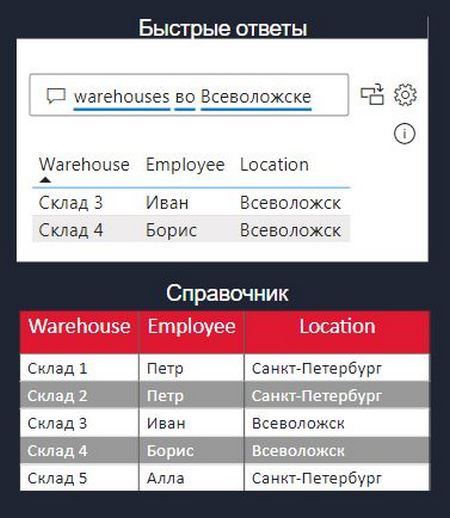 Быстрые ответы
warehouses во Всеволожске
Warehouse Employee Location
Склад 3 Иван Всеволожск
Склад 4 Борис Всеволожск
Справочник
Warehouse Employee Location
Склад 1 Петр Санкт-Петербург
Склад 2 Петр Санкт-Петербург
Склад 3 Иван Всеволожск
Склад 4 Борис Всеволожск
Склад 5 Алла Санкт-Петербург